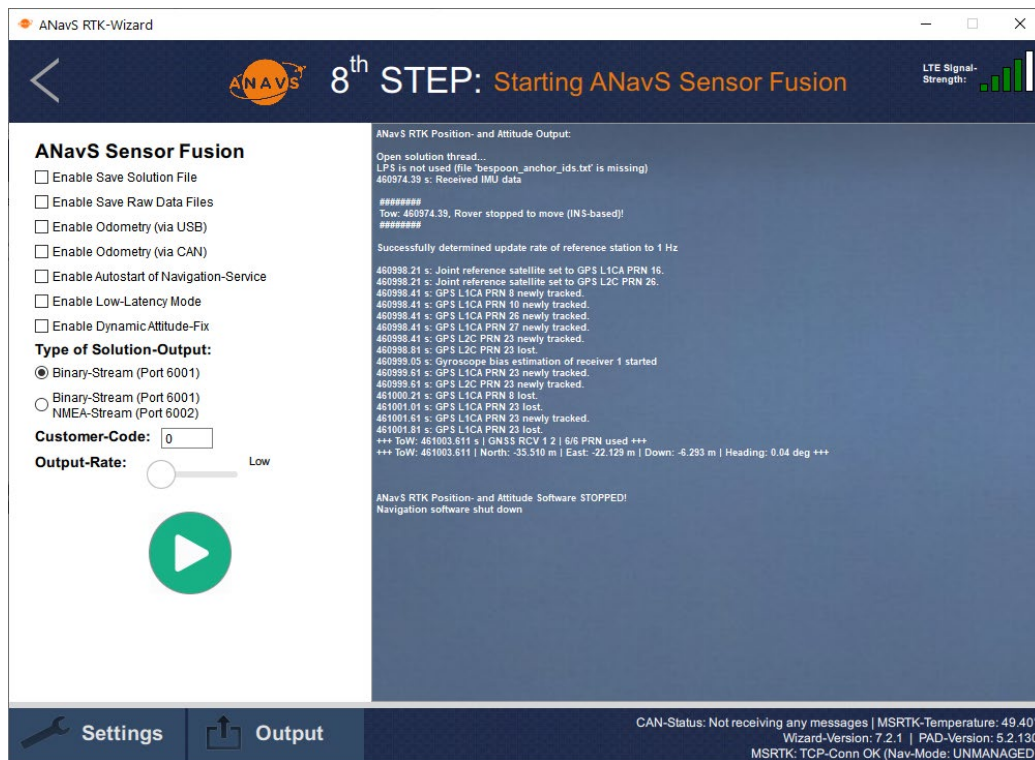 ANavS RTK-Wizard
ANAVS
8th STEP: Starting ANavS Sensor Fusion
LTE Signal-
Strength:
ANavS Sensor Fusion
Enable Save Solution File
Enable Save Raw Data Files
Enable Odometry (via USB)
Enable Odometry (via CAN)
Enable Autostart of Navigation-Service
Enable Low-Latency Mode
Enable Dynamic Attitude-Fix
Type of Solution-Output:
Binary-Stream (Port 6001)
Binary-Stream (Port 6001)
NMEA-Stream (Port 6002)
Customer-Code: 0
Output-Rate: Low
ANavS RTK Position- and Attitude Output:
Open solution thread...
LPS is not used (file 'bespoon_anchor_ids.txt' is missing)
460974.39 s: Received IMU data
########
Tow: 460974.39, Rover stopped to move (INS-based)!
########
Successfully determined update rate of reference station to 1 Hz
460998.21 s: Joint reference satellite set to GPS L1CA PRN 16.
460998.21 s: Joint reference satellite set to GPS L2C PRN 26.
460998.41 s: GPS L1CA PRN 8 newly tracked.
460998.41 s: GPS L1CA PRN 10 newly tracked.
460998.41 s: GPS L1CA PRN 26 newly tracked.
460998.41 s: GPS L1CA PRN 27 newly tracked.
460998.41 s: GPS L2C PRN 23 newly tracked.
460998.81 s: GPS L2C PRN 23 lost.
460999.05 s: Gyroscope bias estimation of receiver 1 started
460999.61 s: GPS L1CA PRN 23 newly tracked.
460999.61 s: GPS L2C PRN 23 newly tracked.
461000.21 s: GPS L1CA PRN 8 lost.
461001.01 s: GPS L1CA PRN 23 lost.
461001.61 s: GPS L1CA PRN 23 newly tracked.
461001.81 s: GPS L1CA PRN 23 lost.
+++ ToW: 461003.611 s | GNSS RCV 1 2 | 6/6 PRN used +++
+++ ToW: 461003.611 | North: -35.510 m | East: -22.129 m | Down: -6.293 m | Heading: 0.04 deg +++
ANavS RTK Position- and Attitude Software STOPPED!
Navigation software shut down
Settings
Output
CAN-Status: Not receiving any messages | MSRTK-Temperature: 49.40
Wizard-Version: 7.2.1 | PAD-Version: 5.2.130
MSRTK: TCP-Conn OK (Nav-Mode: UNMANAGED